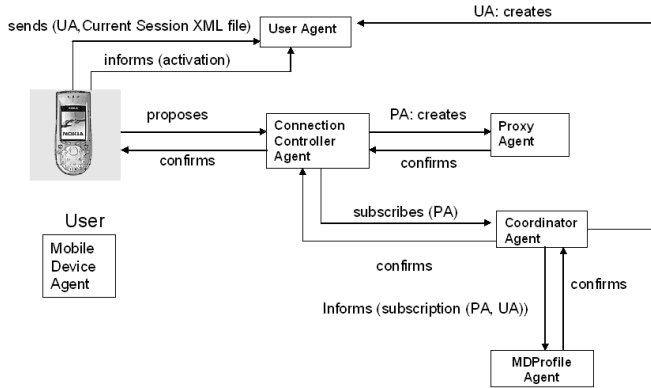 sends (UA,Current Session XML file)
User Agent
UA: creates
informs (activation)
NOKIA
proposes
confirms
Connection
Controller
Agent
PA: creates
confirms
Proxy
Agent
subscribes (PA)
confirms
Coordinator
Agent
User
Mobile
Device
Agent
Informs (subscription (PA, UA))
confirms
MDProfile
Agent